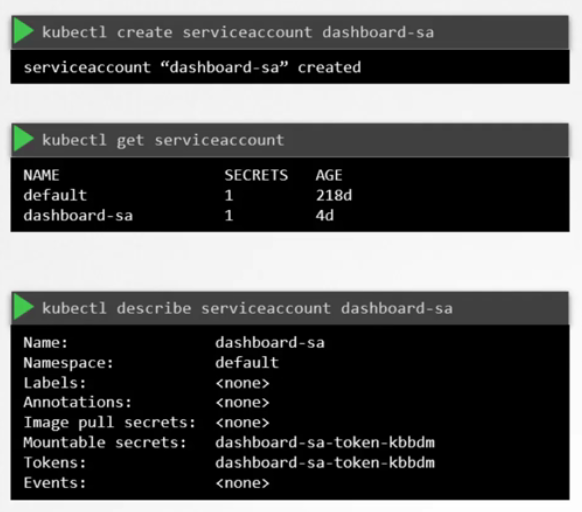 kubectl create serviceaccount dashboard-sa
serviceaccount “dashboard-sa” created
kubectl get serviceaccount
NAME SECRETS AGE
default 1 218d
dashboard-sa 1 4d
kubectl describe serviceaccount dashboard-sa
Name: dashboard-sa
Namespace: default
Labels: <none>
Annotations: <none>
Image pull secrets: <none>
Mountable secrets: dashboard-sa-token-kbbdm
Tokens: dashboard-sa-token-kbbdm
Events: <none>